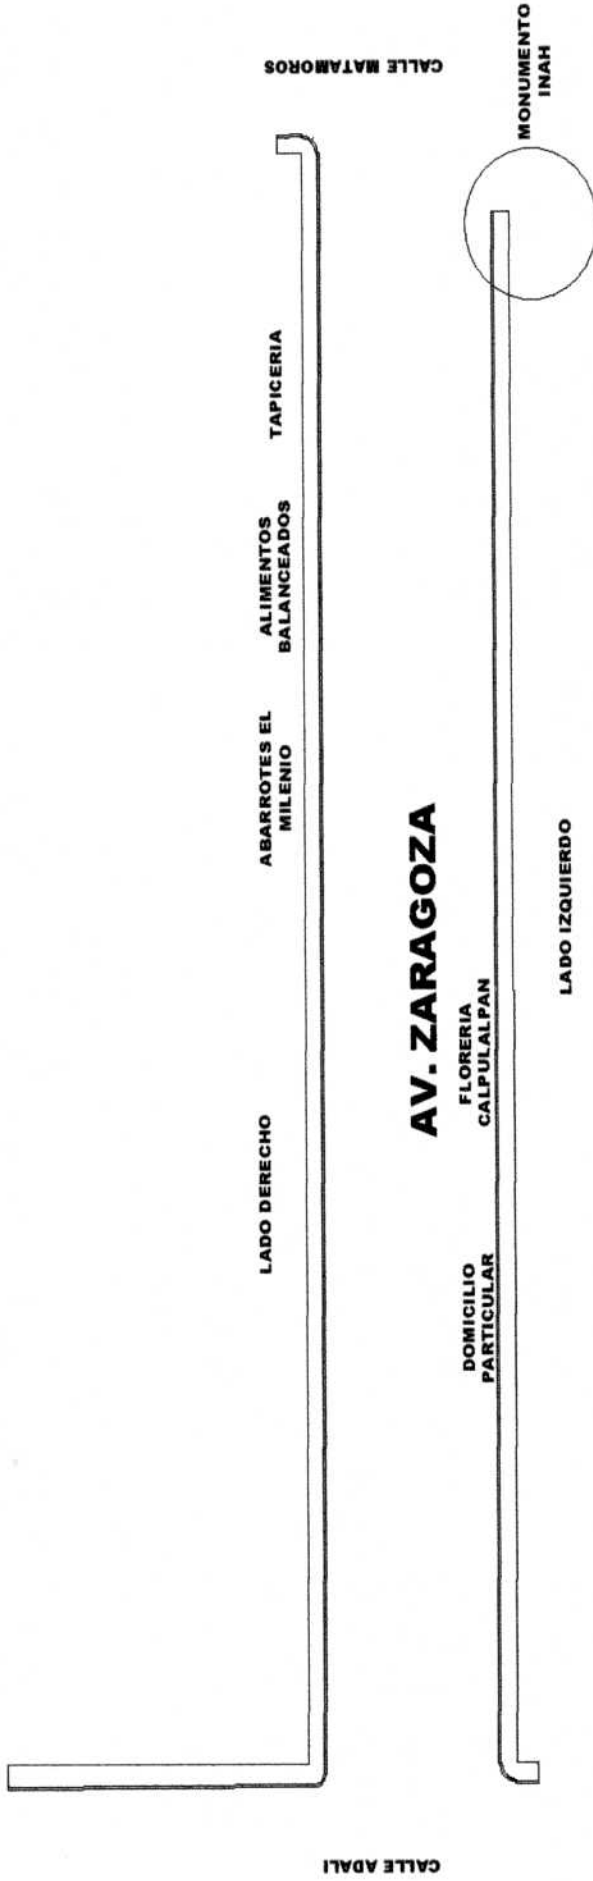 CALLE MATAMOROS
MONUMENTO
INAH
TAPICERIA
ALIMENTOS
BALANCEADOS
ABARROTES EL
MILENIO
AV. ZARAGOZA
LADO IZQUIERDO
FLORERIA
CALPULALPAN
LADO DERECHO
DOMICILIO
PARTICULAR
CALLE ADALI